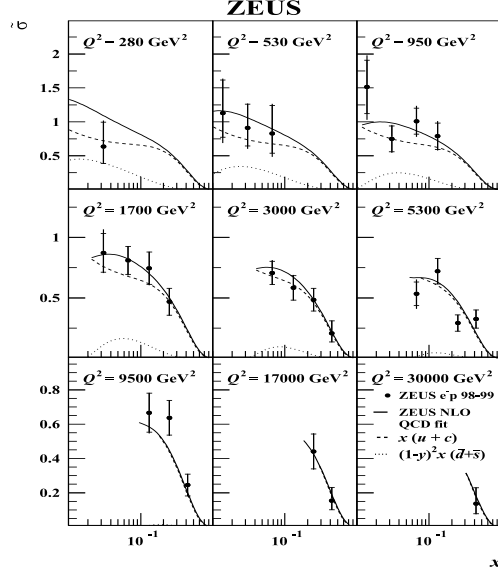 ZEUS
σ̃
Q² – 280 GeV² Q² – 530 GeV² Q² – 950 GeV²
2
1.5
1
0.5
Q² = 1700 GeV² Q² = 3000 GeV² Q² = 5300 GeV²
1
0.5
Q² = 9500 GeV² Q² = 17000 GeV² Q² = 30000 GeV²
0.8
0.6
0.4
0.2
ZEUS e⁻p 98-99
ZEUS NLO
QCD fit
x (u + c)
(1-y)² x (d̅+s̅)
10⁻¹ 10⁻¹ 10⁻¹
x